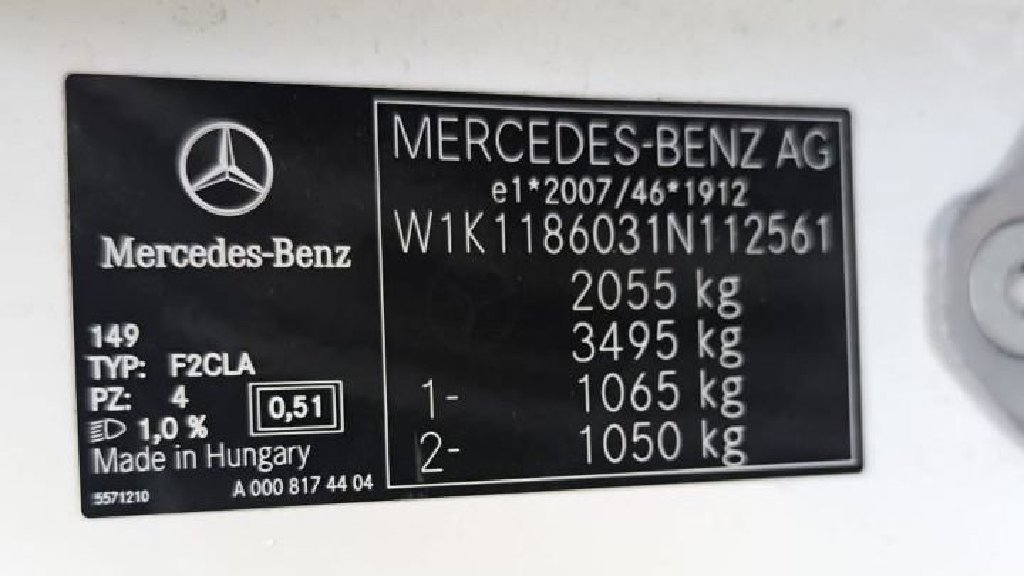 Mercedes-Benz
149
TYP: F2CLA
PZ: 4
0,51
1,0 %
Made in Hungary
5571210
A 000 817 44 04
MERCEDES-BENZ AG
e1*2007/46*1912
W1K1186031N112561
2055 kg
3495 kg
1- 1065 kg
2- 1050 kg